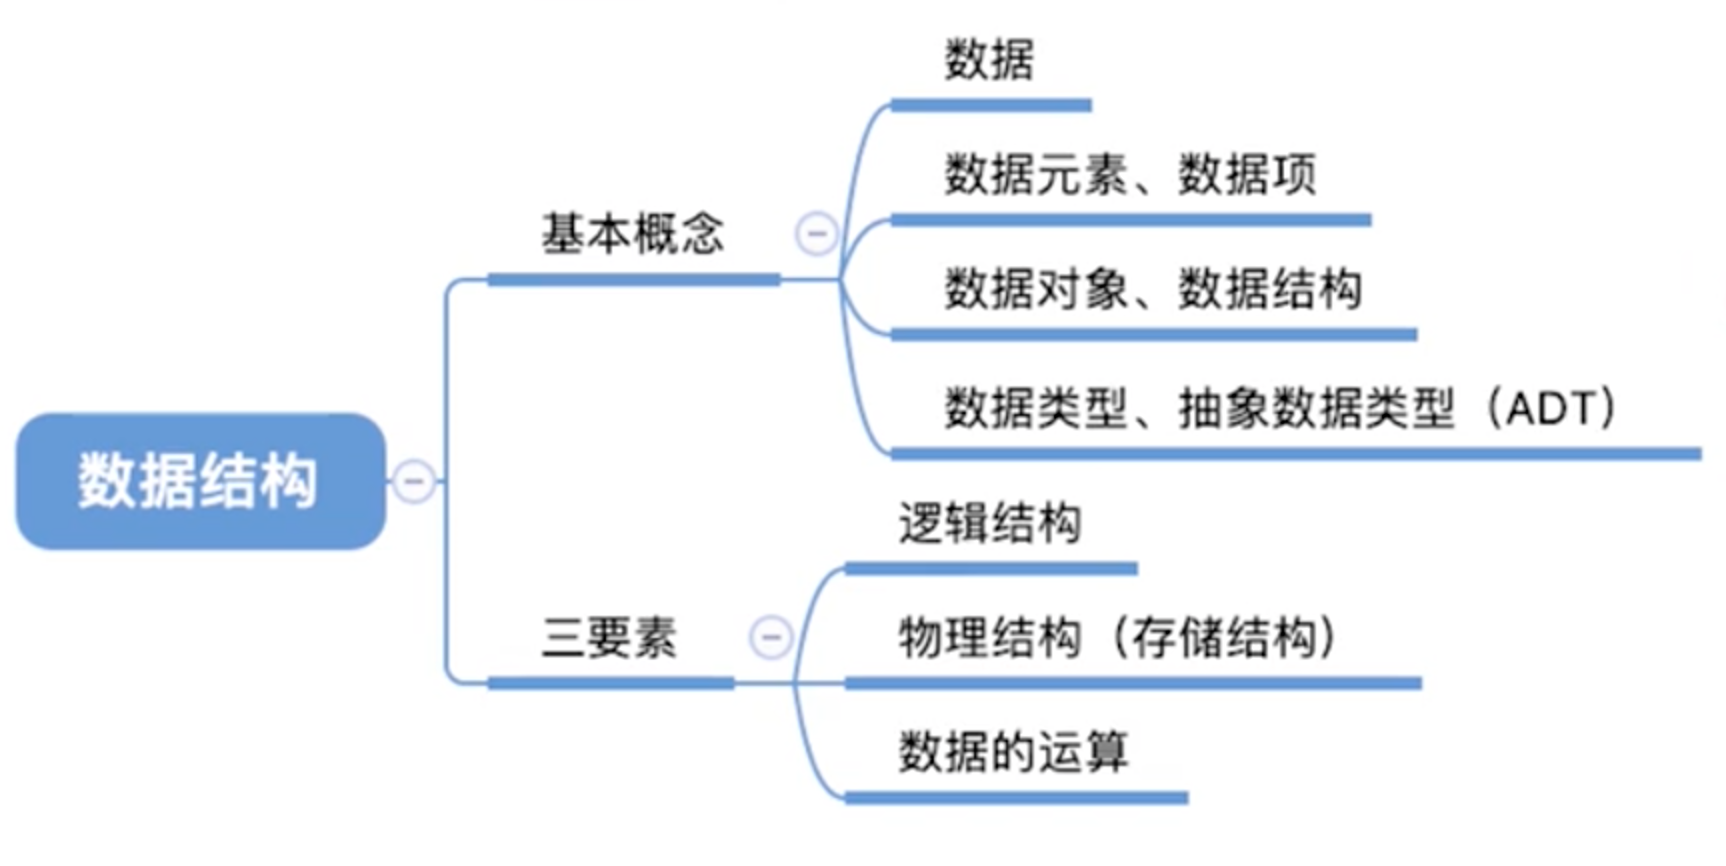 数据结构
基本概念
数据
数据元素、数据项
数据对象、数据结构
数据类型、抽象数据类型（ADT）
三要素
逻辑结构
物理结构（存储结构）
数据的运算